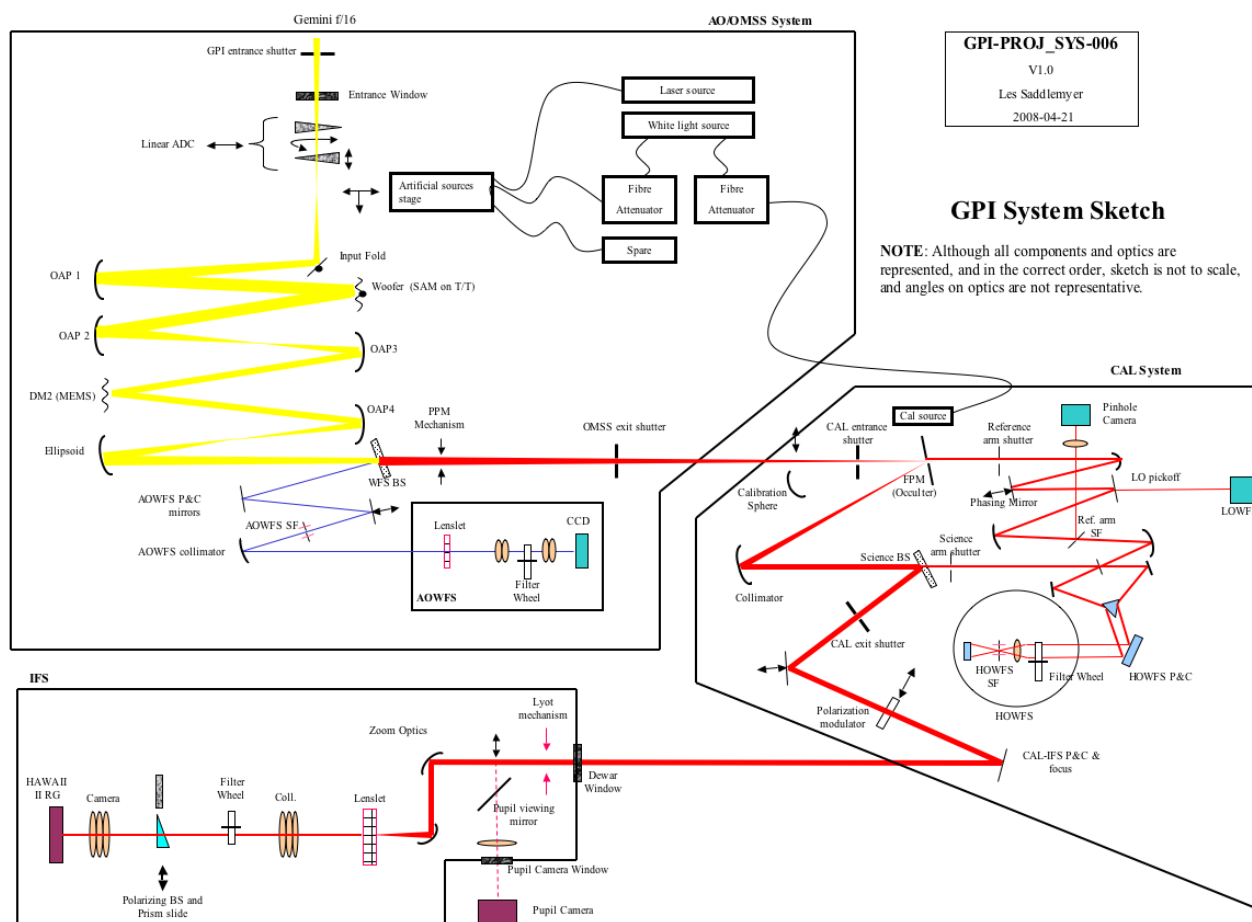 Gemini f/16
AO/OMSS System
GPI entrance shutter
Entrance Window
Linear ADC
Laser source
White light source
Artificial sources
stage
Fibre
Attenuator
Fibre
Attenuator
Spare
GPI-PROJ_SYS-006
V1.0
Les Saddlemyer
2008-04-21
GPI System Sketch
NOTE: Although all components and optics are
represented, and in the correct order, sketch is not to scale,
and angles on optics are not representative.
Input Fold
OAP 1
Woofer (SAM on T/T)
OAP 2
OAP3
DM2 (MEMS)
OAP4
PPM
Mechanism
Ellipsoid
WFS BS
OMSS exit shutter
AOWFS P&C
mirrors
AOWFS SF
AOWFS collimator
Lenslet
CCD
Filter
Wheel
AOWFS
CAL System
Cal source
Pinhole
Camera
CAL entrance
shutter
Reference
arm shutter
Calibration
Sphere
FPM
(Occulter)
Phasing Mirror
LO pickoff
LOWF
Ref. arm
SF
Science BS
Science
arm shutter
Collimator
CAL exit shutter
HOWFS
SF
Filter Wheel
HOWFS P&C
HOWFS
Polarization
modulator
CAL-IFS P&C &
focus
IFS
Lyot
mechanism
Zoom Optics
Dewar
Window
HAWAII
II RG
Camera
Filter
Wheel
Coll.
Lenslet
Pupil viewing
mirror
Pupil Camera Window
Polarizing BS and
Prism slide
Pupil Camera